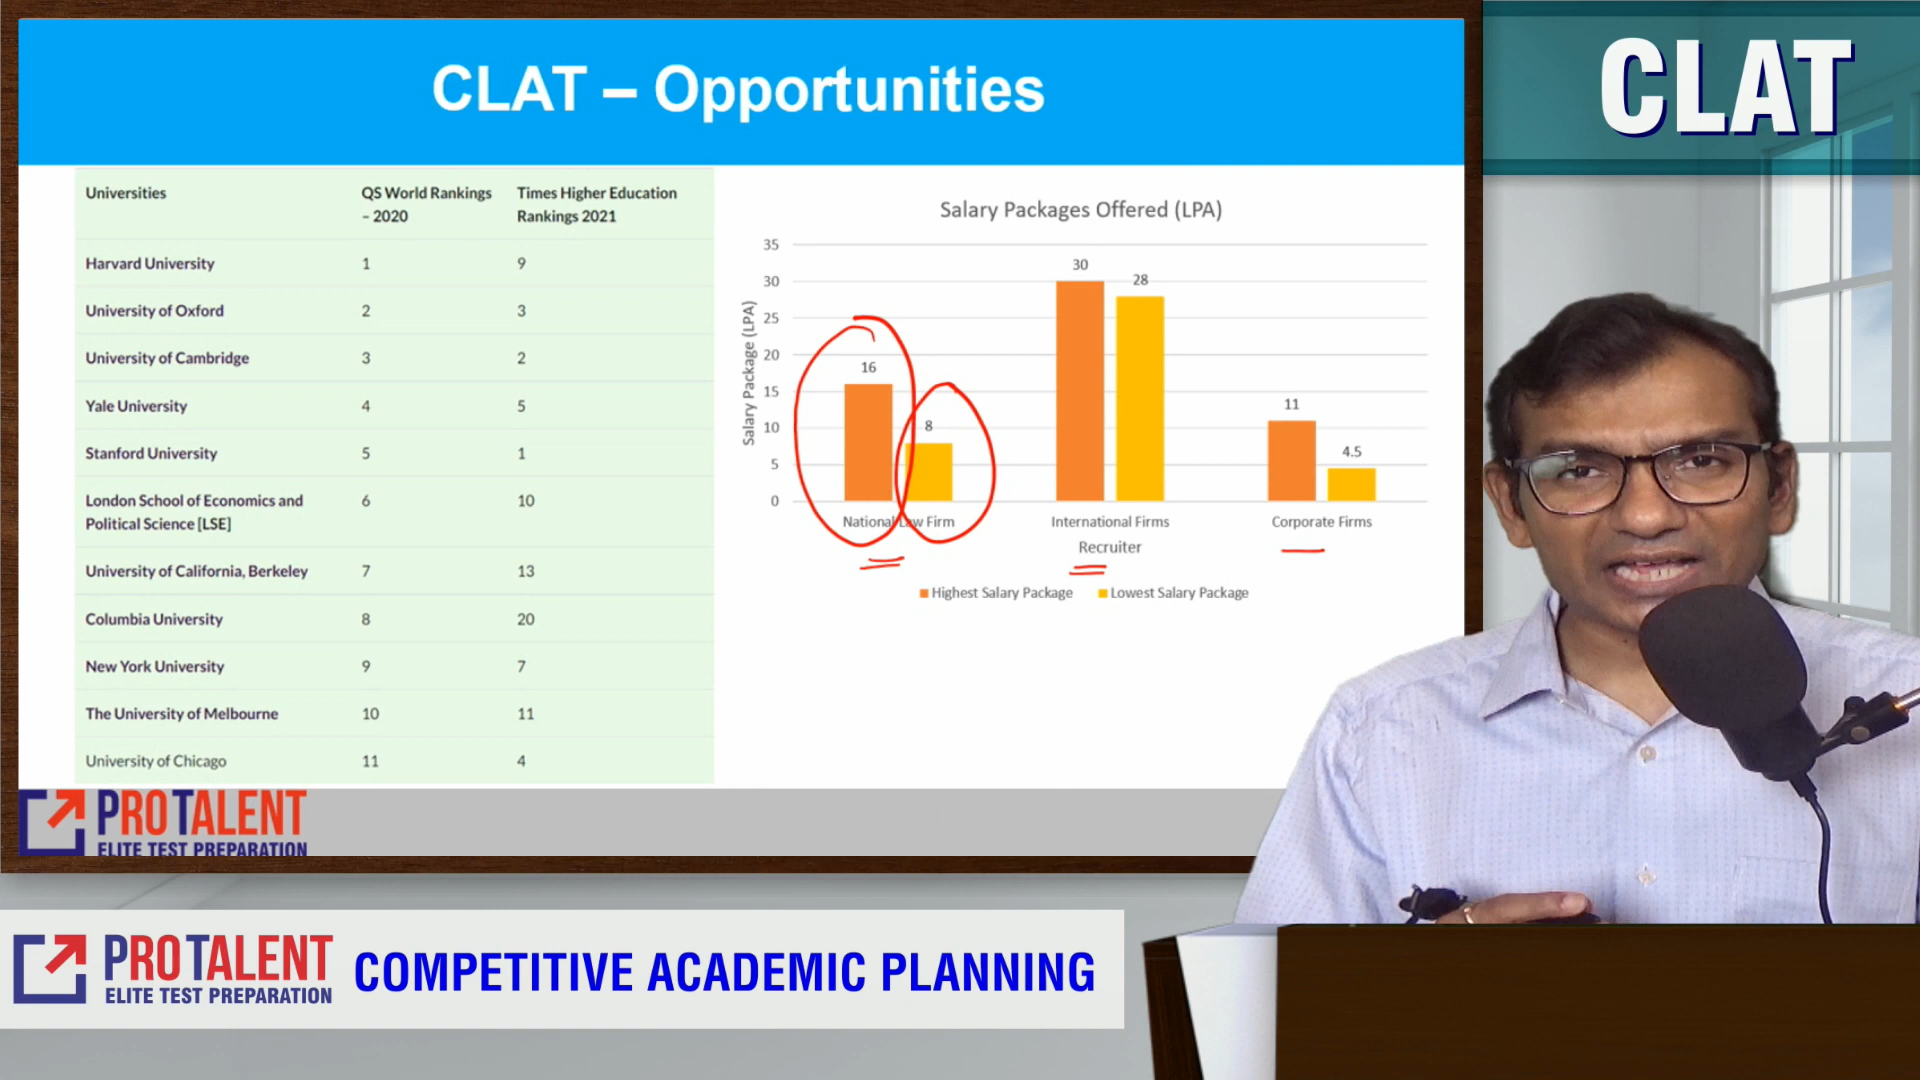 CLAT – Opportunities
CLAT
Universities
QS World Rankings
– 2020
Times Higher Education
Rankings 2021
Harvard University 1 9
University of Oxford 2 3
University of Cambridge 3 2
Yale University 4 5
Stanford University 5 1
London School of Economics and
Political Science [LSE] 6 10
University of California, Berkeley 7 13
Columbia University 8 20
New York University 9 7
The University of Melbourne 10 11
University of Chicago 11 4
Salary Packages Offered (LPA)
Salary Package (LPA)
35
30
25
20
15
10
5
0
16
8
30
28
11
4.5
National Law Firm
International Firms
Corporate Firms
Recruiter
Highest Salary Package
Lowest Salary Package
PRO TALENT
ELITE TEST PREPARATION
PRO TALENT
ELITE TEST PREPARATION
COMPETITIVE ACADEMIC PLANNING